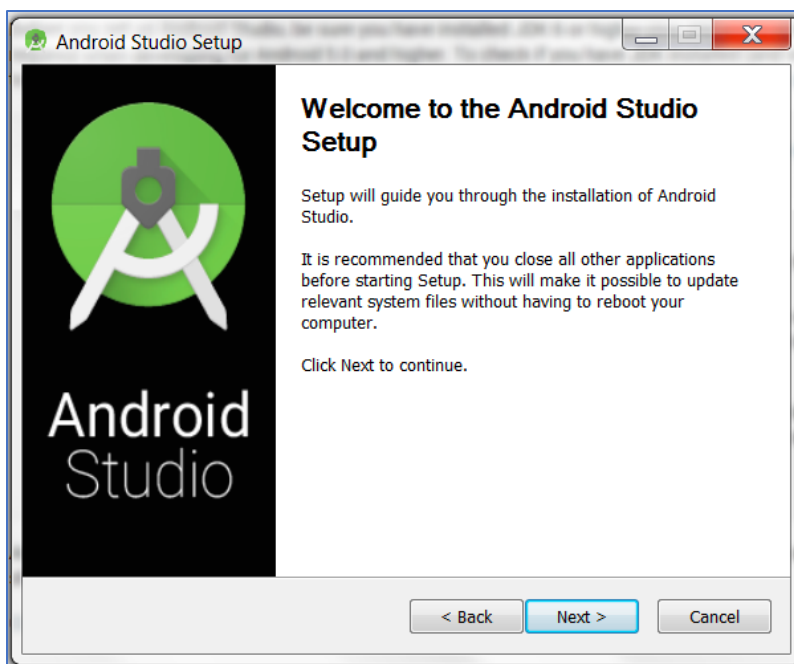 Android Studio Setup
Welcome to the Android Studio
Setup
Setup will guide you through the installation of Android
Studio.
It is recommended that you close all other applications
before starting Setup. This will make it possible to update
relevant system files without having to reboot your
computer.
Click Next to continue.
Android
Studio
< Back
Next >
Cancel